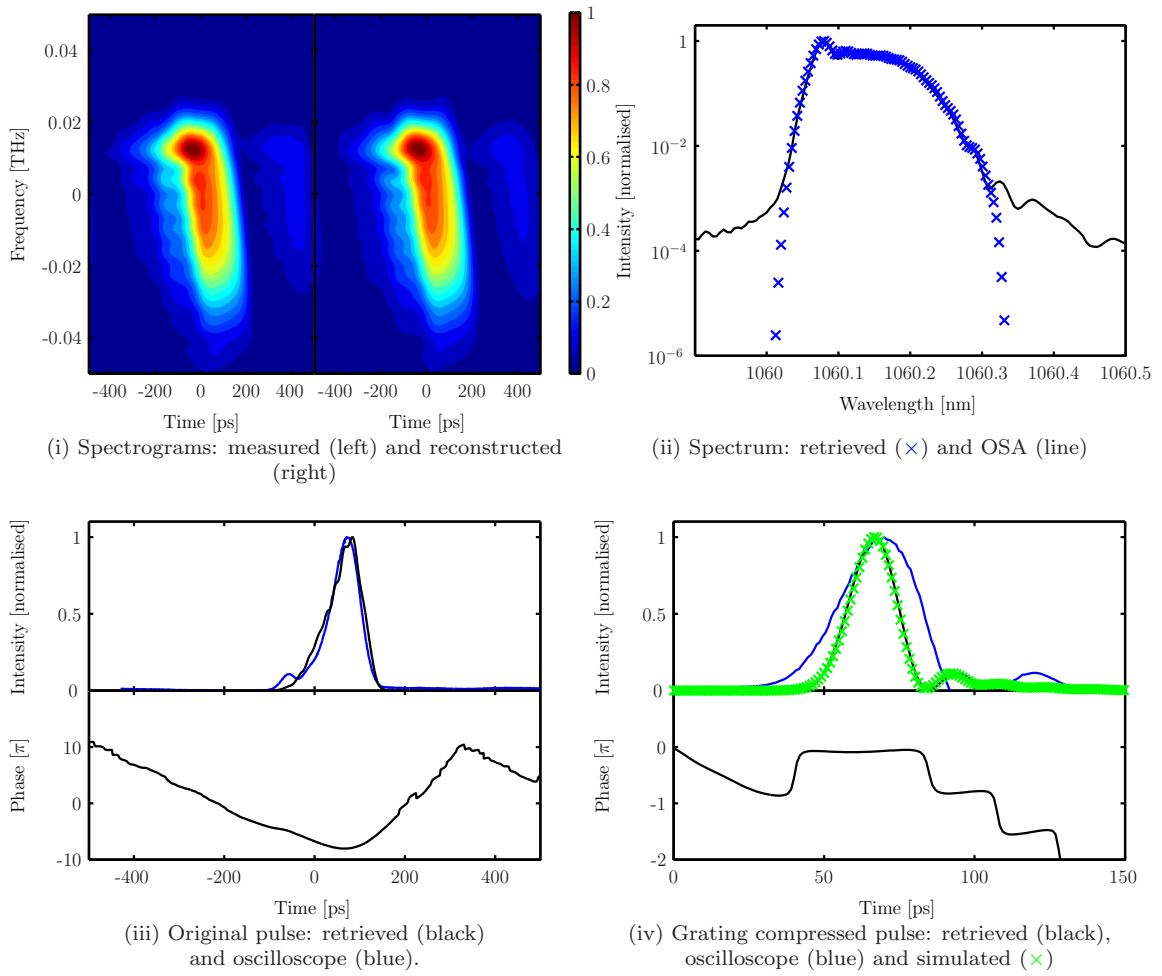 0.04
0.02
0
-0.02
-0.04
Frequency [THz]
-400 -200 0 200 400
-400 -200 0 200 400
Time [ps]
Time [ps]
1
0.8
0.6
0.4
0.2
0
Intensity [normalised]
(i) Spectrograms: measured (left) and reconstructed
(right)
1
10−2
10−4
10−6
1060 1060.1 1060.2 1060.3 1060.4 1060.5
Wavelength [nm]
(ii) Spectrum: retrieved (×) and OSA (line)
Intensity [normalised]
1
0.5
0
Phase [π]
10
0
-10
-400 -200 0 200 400
Time [ps]
(iii) Original pulse: retrieved (black)
and oscilloscope (blue).
Intensity [normalised]
1
0.5
0
Phase [π]
0
-1
-2
0 50 100 150
Time [ps]
(iv) Grating compressed pulse: retrieved (black),
oscilloscope (blue) and simulated (×)